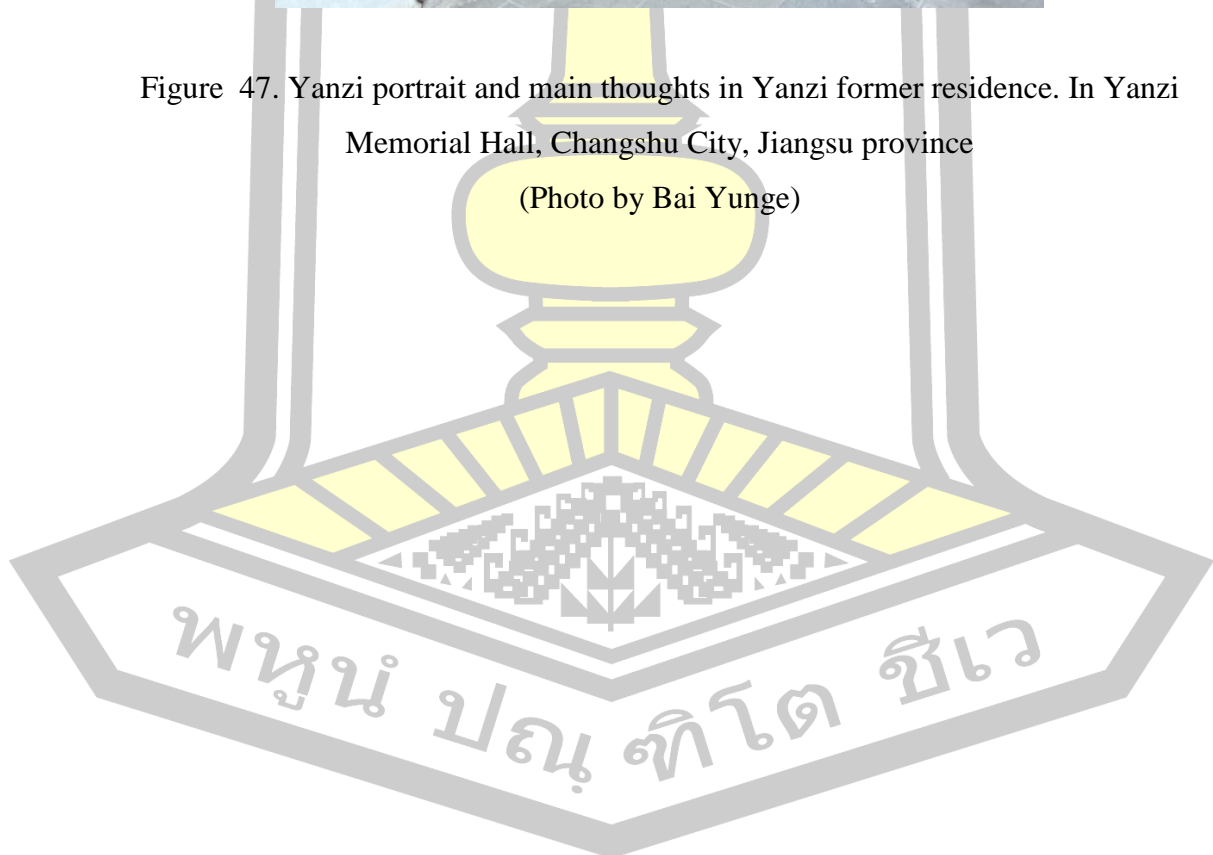 Figure  47. Yanzi portrait and main thoughts in Yanzi former residence. In Yanzi
Memorial Hall, Changshu City, Jiangsu province
(Photo by Bai Yunge)
พหูนํ ปณฺฑิโต ชีเว